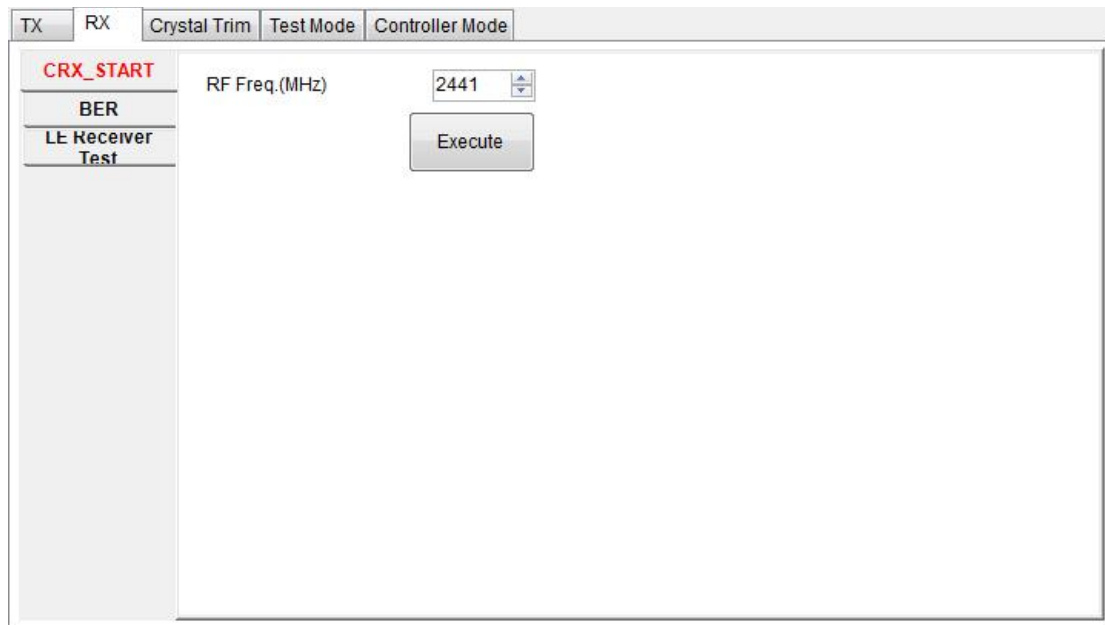 TX RX Crystal Trim Test Mode Controller Mode
CRX_START
RF Freq.(MHz) 2441
BER
Execute
LE Receiver
Test